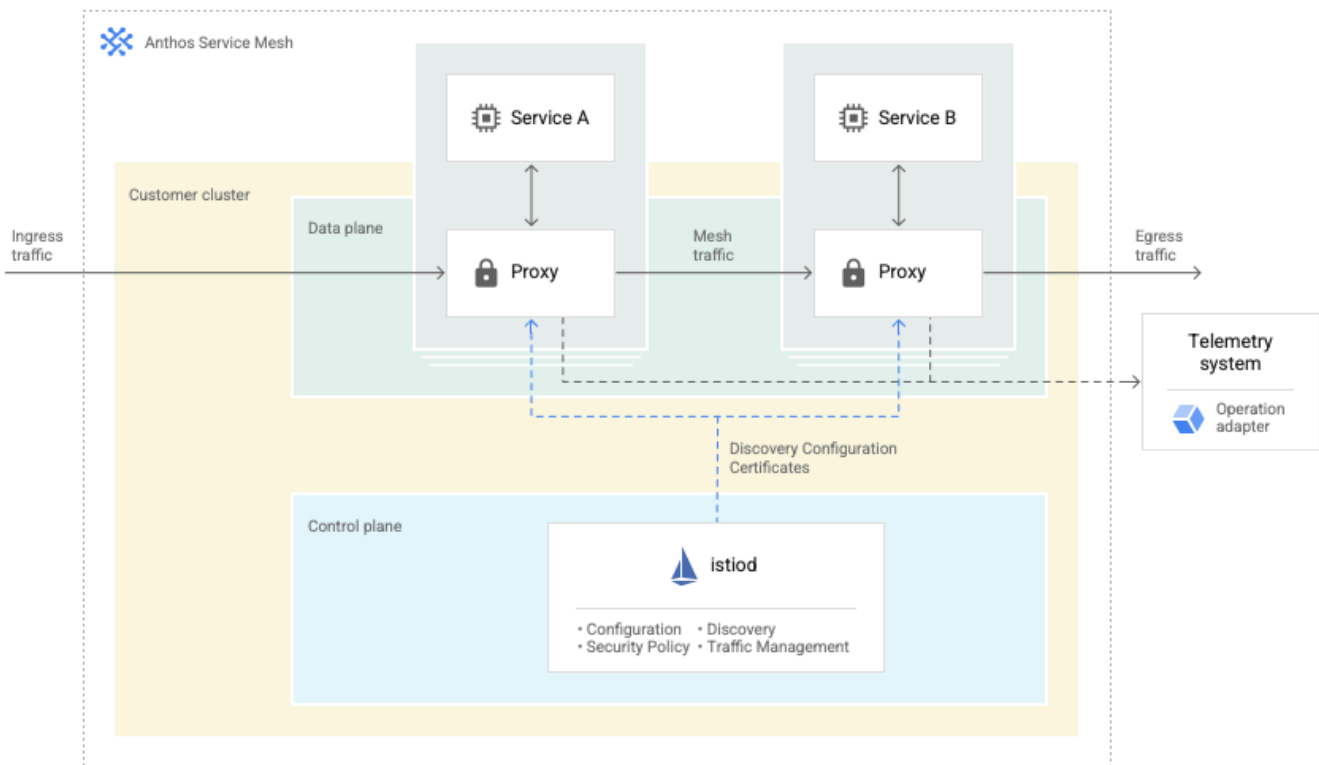 Anthos Service Mesh
Service A
Service B
Customer cluster
Data plane
Ingress
traffic
Proxy
Mesh
traffic
Proxy
Egress
traffic
Telemetry
system
Operation
adapter
Discovery Configuration
Certificates
Control plane
istiod
• Configuration • Discovery
• Security Policy • Traffic Management